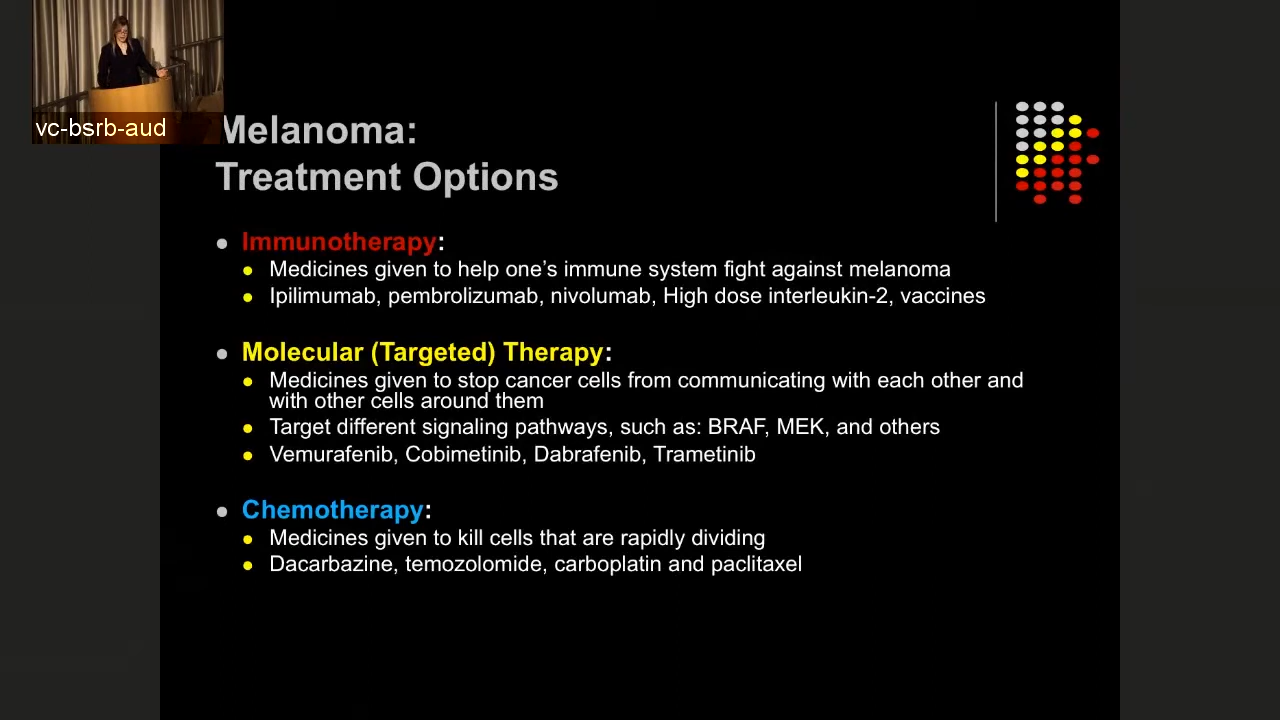 vc-bsrb-aud
Melanoma:
Treatment Options
Immunotherapy:
Medicines given to help one’s immune system fight against melanoma
Ipilimumab, pembrolizumab, nivolumab, High dose interleukin-2, vaccines
Molecular (Targeted) Therapy:
Medicines given to stop cancer cells from communicating with each other and
with other cells around them
Target different signaling pathways, such as: BRAF, MEK, and others
Vemurafenib, Cobimetinib, Dabrafenib, Trametinib
Chemotherapy:
Medicines given to kill cells that are rapidly dividing
Dacarbazine, temozolomide, carboplatin and paclitaxel